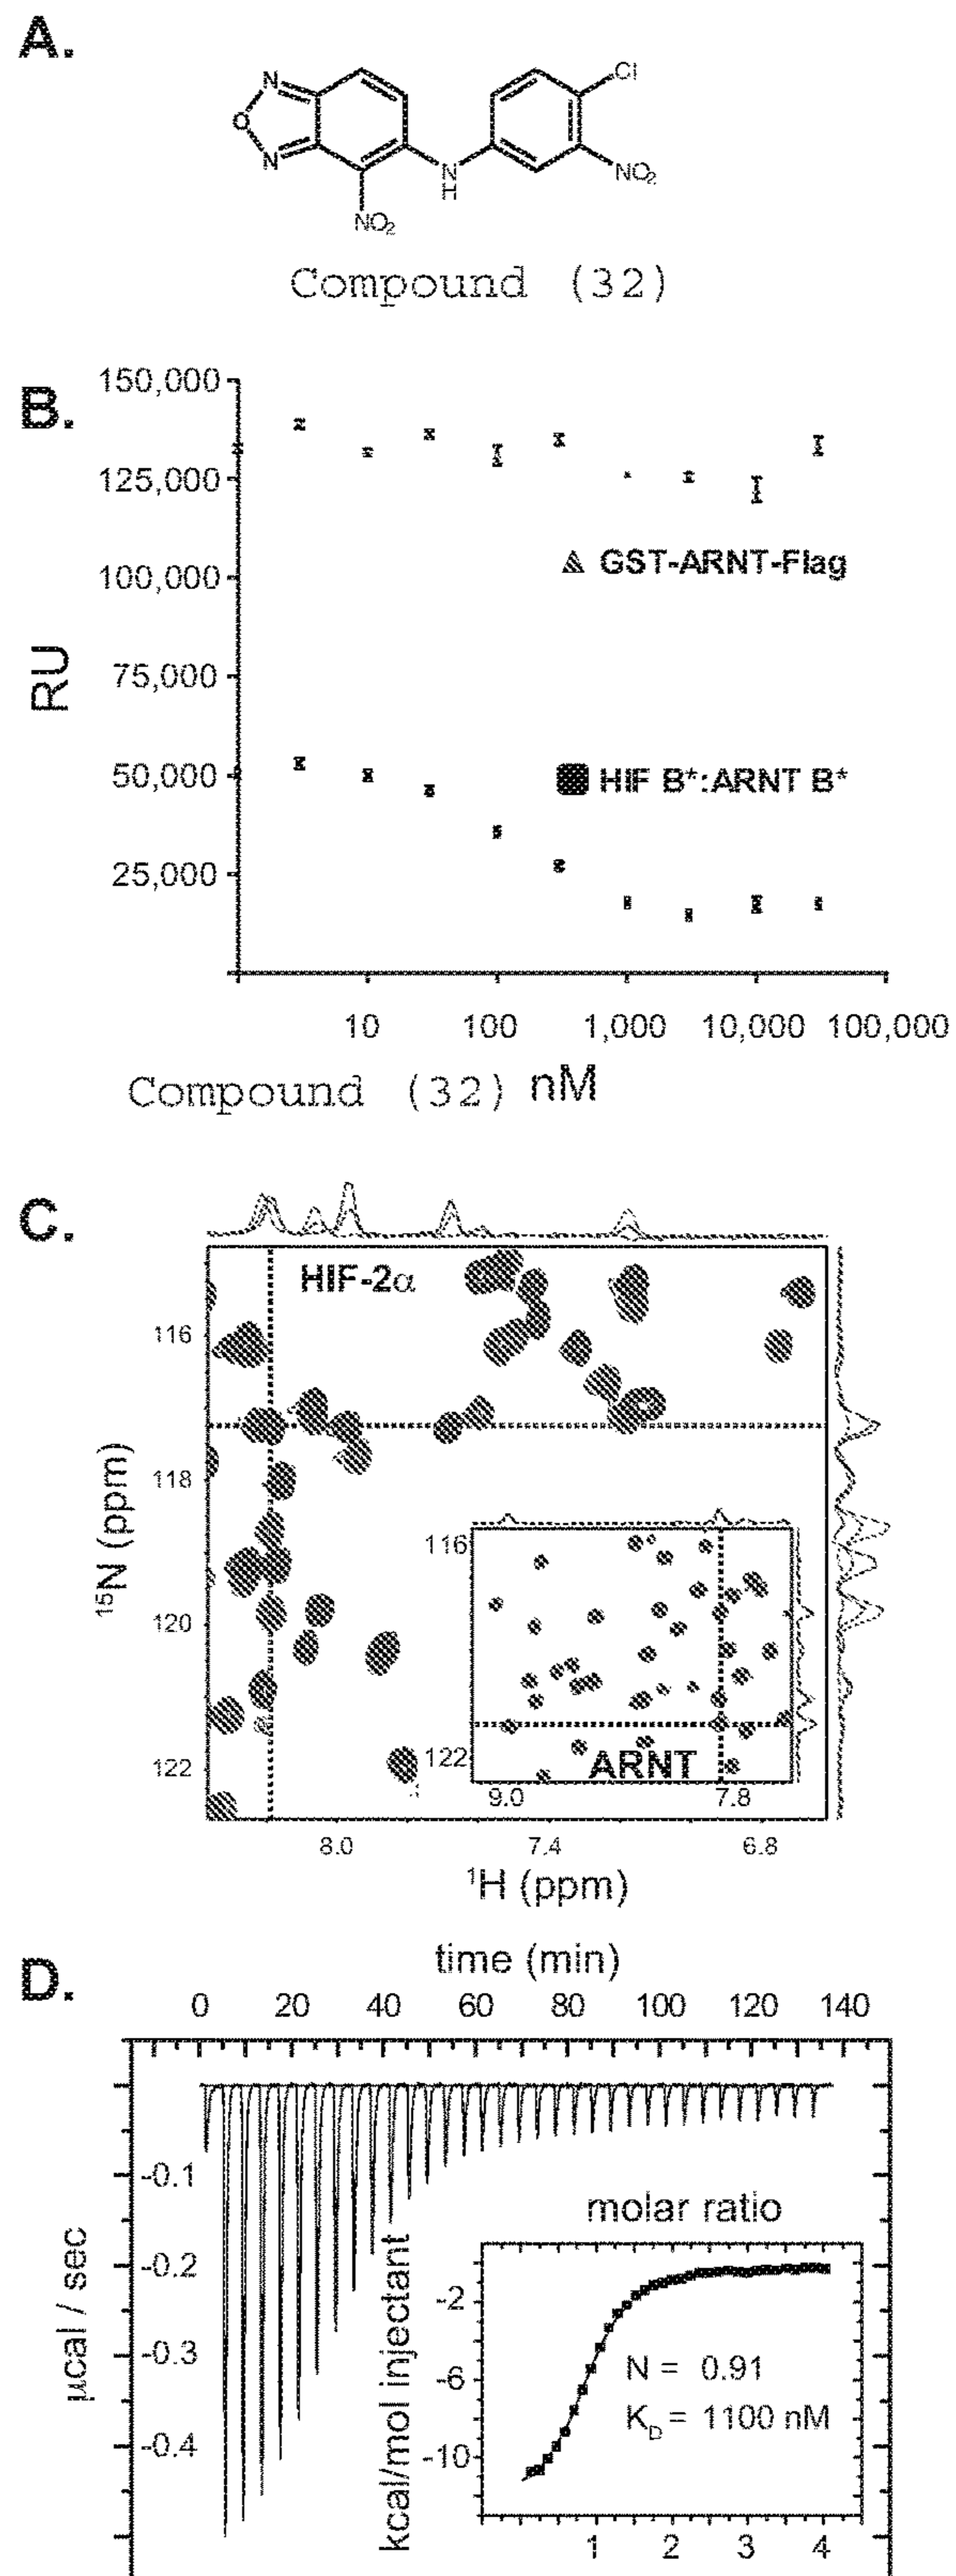 A.
N
O
N
N
H
NO₂
Cl
NO₂
Compound (32)
B.
150,000
125,000
100,000
75,000
50,000
25,000
RU
GST-ARNT-Flag
HIF B*:ARNT B*
10 100 1,000 10,000 100,000
Compound (32) nM
C.
HIF-2α
116
118
120
122
¹⁵N (ppm)
116
122
ARNT
9.0 7.8
8.0 7.4 6.8
¹H (ppm)
D.
time (min)
0 20 40 60 80 100 120 140
-0.1
-0.2
-0.3
-0.4
μcal / sec
molar ratio
kcal/mol injectant
-2
-6
-10
N = 0.91
K_D = 1100 nM
1 2 3 4